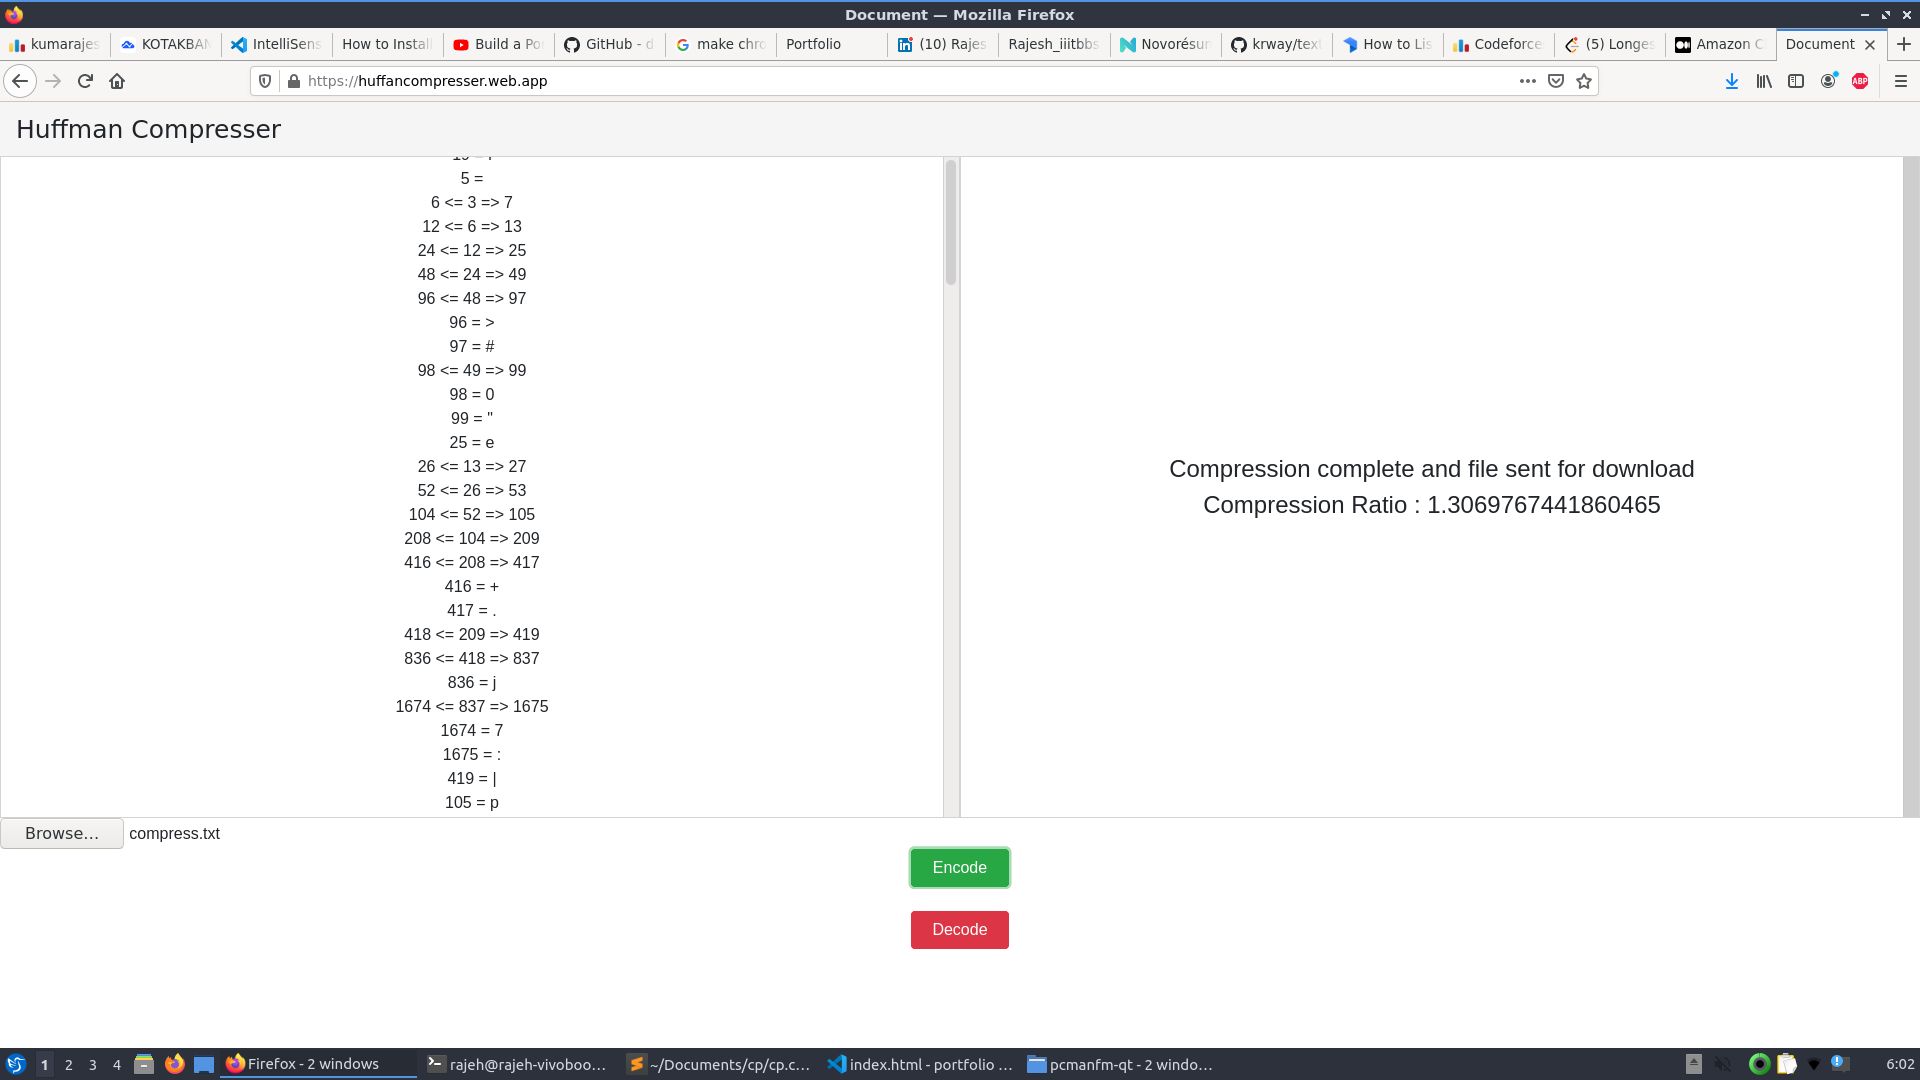 Document — Mozilla Firefox
kumarajes
KOTAKBAN
IntelliSens
How to Install
Build a Po
GitHub - d
make chro
Portfolio
(10) Rajes
Rajesh_iiitbbs
Novorésum
krway/text
How to Lis
Codeforce
(5) Longes
Amazon C
Document
https://huffancompresser.web.app
ABP
Huffman Compresser
5 =
6 <= 3 => 7
12 <= 6 => 13
24 <= 12 => 25
48 <= 24 => 49
96 <= 48 => 97
96 = >
97 = #
98 <= 49 => 99
98 = 0
99 = "
25 = e
26 <= 13 => 27
52 <= 26 => 53
104 <= 52 => 105
208 <= 104 => 209
416 <= 208 => 417
416 = +
417 = .
418 <= 209 => 419
836 <= 418 => 837
836 = j
1674 <= 837 => 1675
1674 = 7
1675 = :
419 = |
105 = p
Compression complete and file sent for download
Compression Ratio : 1.3069767441860465
Browse... compress.txt
Encode
Decode
1 2 3 4 Firefox - 2 windows rajeh@rajeh-vivoboo... ~/Documents/cp/cp.c... index.html - portfolio ... pcmanfm-qt - 2 windo... 6:02